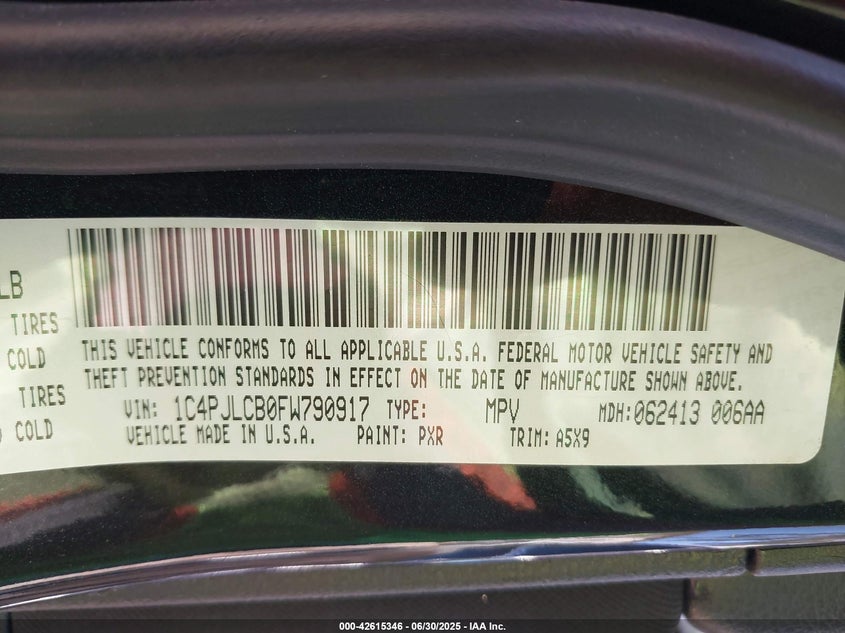 LB
TIRES
COLD
TIRES
COLD
THIS VEHICLE CONFORMS TO ALL APPLICABLE U.S.A. FEDERAL MOTOR VEHICLE SAFETY AND
THEFT PREVENTION STANDARDS IN EFFECT ON THE DATE OF MANUFACTURE SHOWN ABOVE.
VIN: 1C4PJLCB0FW790917 TYPE: MPV MDH:062413 006AA
VEHICLE MADE IN U.S.A. PAINT: PXR TRIM: A5X9
000-42615346 - 06/30/2025 - IAA Inc.